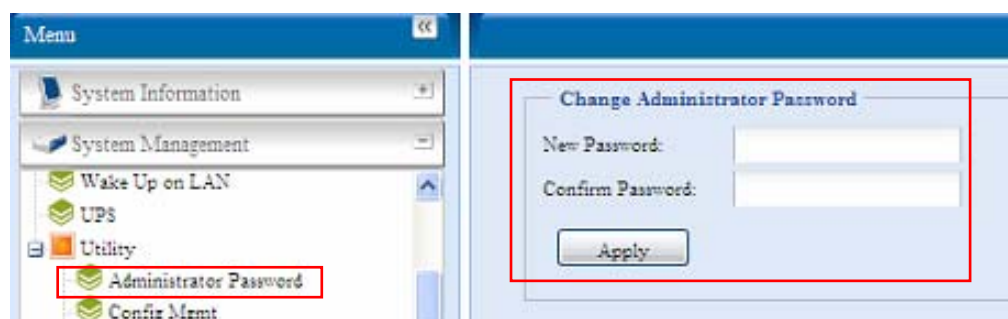 Menu
System Information
System Management
Wake Up on LAN
UPS
Utility
Administrator Password
Config Mgmt
Change Administrator Password
New Password:
Confirm Password:
Apply